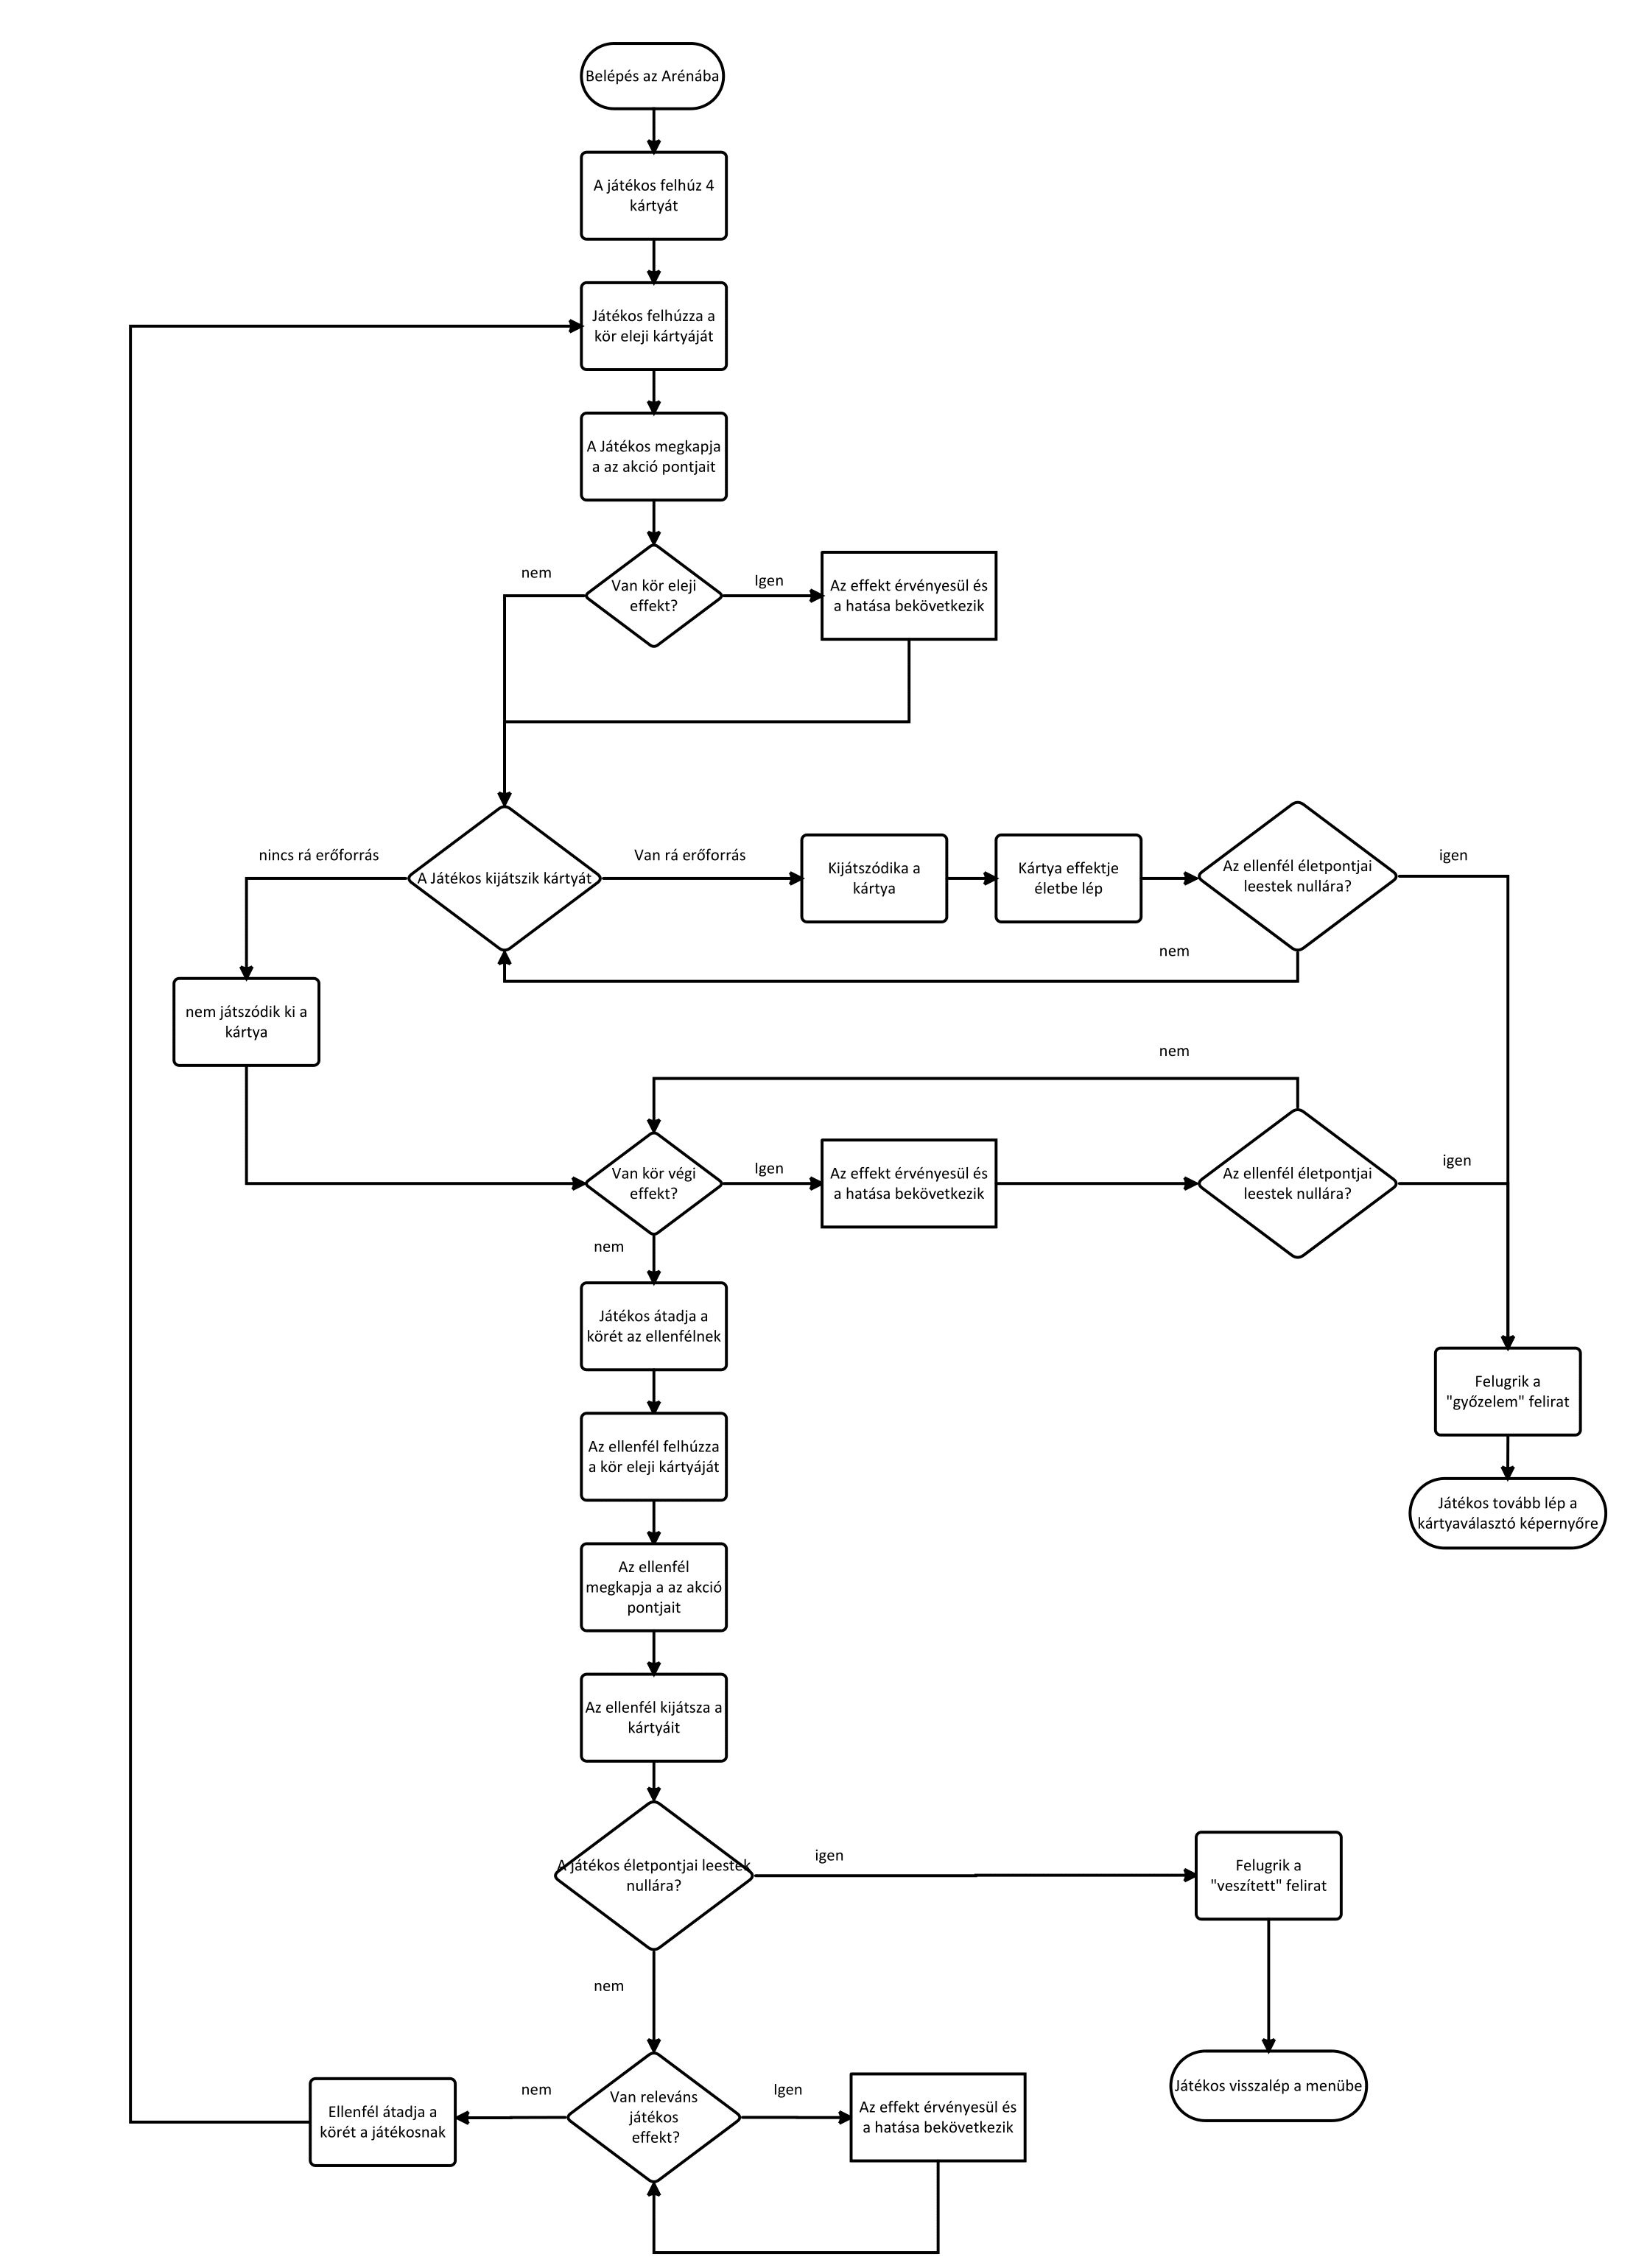 Belépés az Arénába
A játékos felhúz 4
kártyát
Játékos felhúzza a
kör eleji kártyáját
A Játékos megkapja
a az akció pontjait
nem
Van kör eleji
effekt?
Igen
Az effekt érvényesül és
a hatása bekövetkezik
nincs rá erőforrás
A Játékos kijátszik kártyát
Van rá erőforrás
Kijátszódika a
kártya
Kártya effektje
életbe lép
Az ellenfél életpontjai
leestek nullára?
igen
nem
nem játszódik ki a
kártya
nem
Van kör végi
effekt?
Igen
Az effekt érvényesül és
a hatása bekövetkezik
Az ellenfél életpontjai
leestek nullára?
igen
nem
Játékos átadja a
körét az ellenfélnek
Felugrik a
"győzelem" felirat
Az ellenfél felhúzza
a kör eleji kártyáját
Játékos tovább lép a
kártyaválasztó képernyőre
Az ellenfél
megkapja a az akció
pontjait
Az ellenfél kijátsza a
kártyáit
A játékos életpontjai leestek
nullára?
igen
Felugrik a
"veszített" felirat
nem
Játékos visszalép a menübe
Ellenfél átadja a
körét a játékosnak
nem
Van releváns
játékos
effekt?
Igen
Az effekt érvényesül és
a hatása bekövetkezik